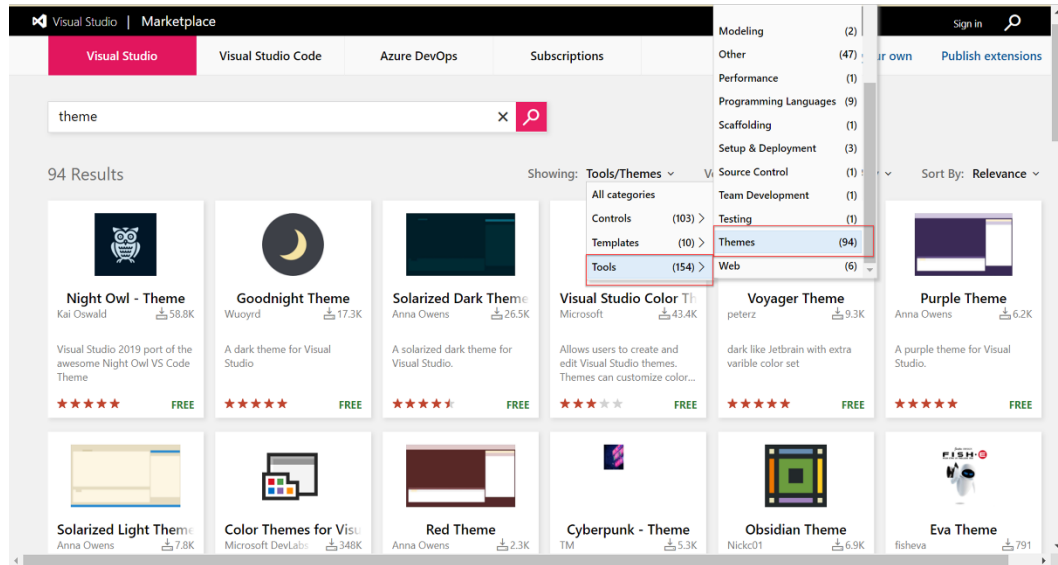 Visual Studio | Marketplace
Sign in
Visual Studio
Visual Studio Code
Azure DevOps
Subscriptions
ur own
Publish extensions
Modeling (2)
Other (47)
Performance (1)
Programming Languages (9)
Scaffolding (1)
Setup & Deployment (3)
Source Control (1)
Team Development (1)
Testing (1)
Themes (94)
Web (6)
theme
94 Results
Showing: Tools/Themes
Sort By: Relevance
All categories
Controls (103)
Templates (10)
Tools (154)
Night Owl - Theme
Kai Oswald 58.8K
Visual Studio 2019 port of the
awesome Night Owl VS Code
Theme
FREE
Goodnight Theme
Wuoyrd 17.3K
A dark theme for Visual
Studio
FREE
Solarized Dark Theme
Anna Owens 26.5K
A solarized dark theme for
Visual Studio.
FREE
Visual Studio Color Th
Microsoft 43.4K
Allows users to create and
edit Visual Studio themes.
Themes can customize color...
FREE
Voyager Theme
peterz 9.3K
dark like Jetbrain with extra
varible color set
FREE
Purple Theme
Anna Owens 6.2K
A purple theme for Visual
Studio.
FREE
Solarized Light Theme
Anna Owens 7.8K
Color Themes for Visu
Microsoft DevLabs 348K
Red Theme
Anna Owens 2.3K
Cyberpunk - Theme
TM 5.3K
Obsidian Theme
Nickc01 6.9K
FISH·E
Eva Theme
fisheva 791